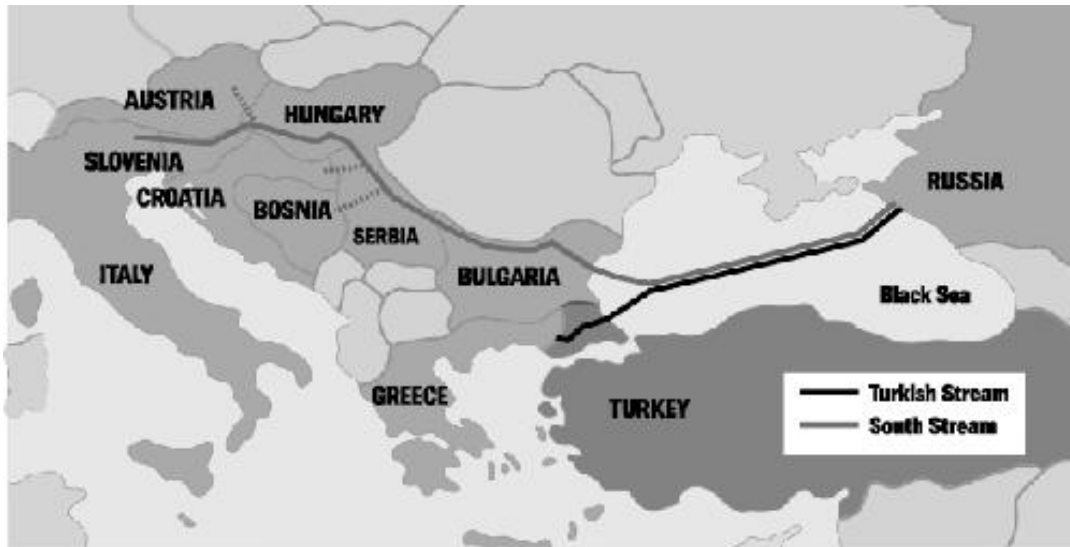 AUSTRIA
HUNGARY
SLOVENIA
CROATIA
BOSNIA
SERBIA
ITALY
BULGARIA
RUSSIA
Black Sea
GREECE
TURKEY
Turkish Stream
South Stream